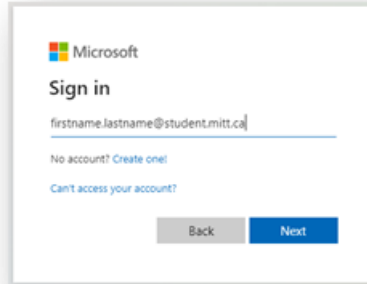 Microsoft
Sign in
firstname.lastname@student.mitt.ca
No account? Create one!
Can't access your account?
Back Next